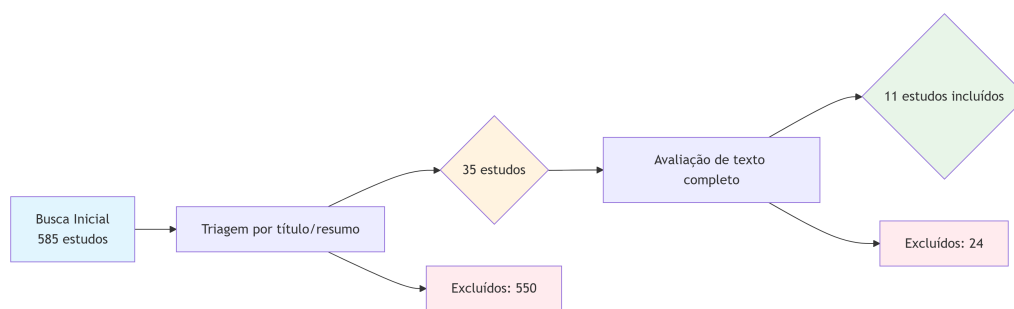 Busca Inicial
585 estudos
Triagem por título/resumo
35 estudos
Excluídos: 550
Avaliação de texto
completo
11 estudos incluídos
Excluídos: 24